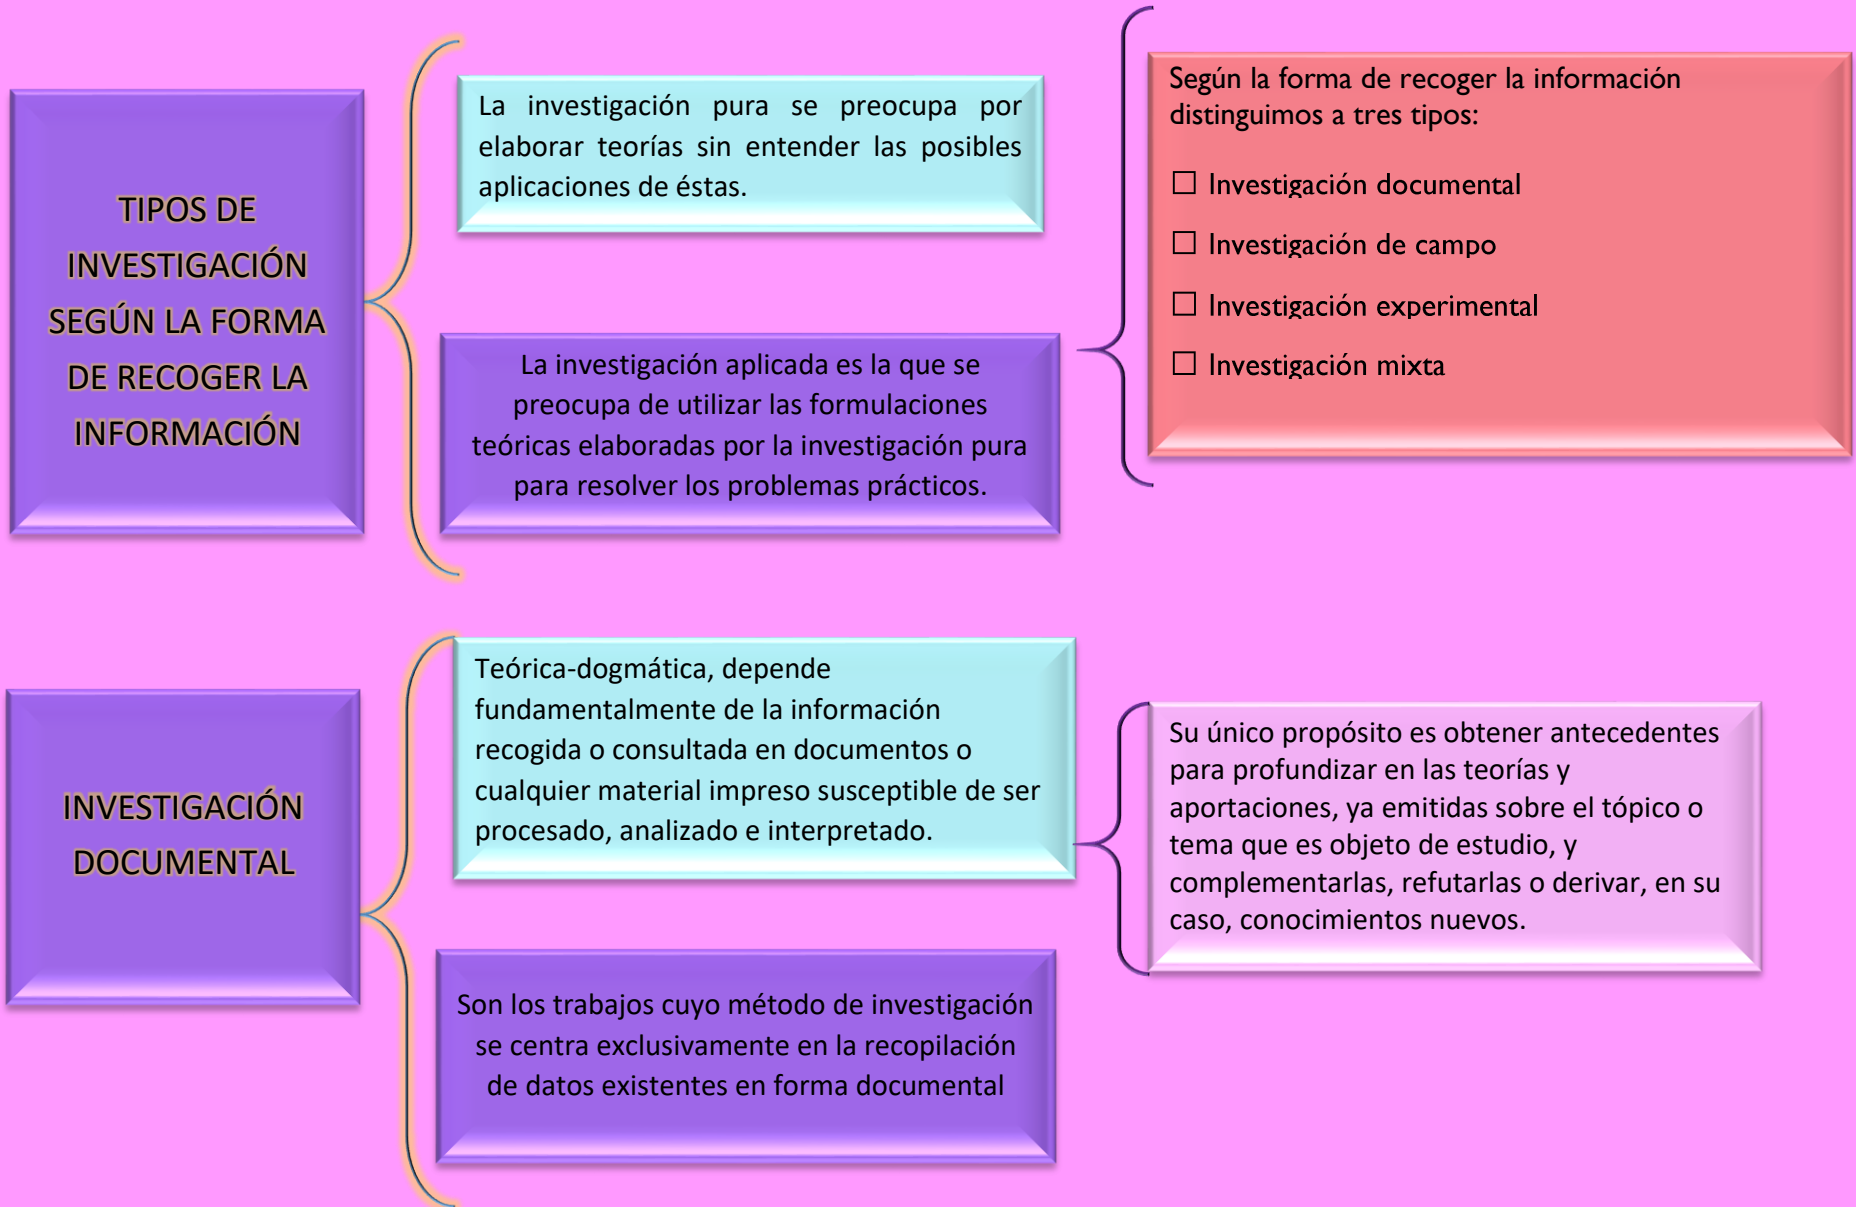 TIPOS DE
INVESTIGACIÓN
SEGÚN LA FORMA
DE RECOGER LA
INFORMACIÓN
La investigación pura se preocupa por
elaborar teorías sin entender las posibles
aplicaciones de éstas.
La investigación aplicada es la que se
preocupa de utilizar las formulaciones
teóricas elaboradas por la investigación pura
para resolver los problemas prácticos.
Según la forma de recoger la información
distinguimos a tres tipos:
☐ Investigación documental
☐ Investigación de campo
☐ Investigación experimental
☐ Investigación mixta
INVESTIGACIÓN
DOCUMENTAL
Teórica-dogmática, depende
fundamentalmente de la información
recogida o consultada en documentos o
cualquier material impreso susceptible de ser
procesado, analizado e interpretado.
Son los trabajos cuyo método de investigación
se centra exclusivamente en la recopilación
de datos existentes en forma documental
Su único propósito es obtener antecedentes
para profundizar en las teorías y
aportaciones, ya emitidas sobre el tópico o
tema que es objeto de estudio, y
complementarlas, refutarlas o derivar, en su
caso, conocimientos nuevos.